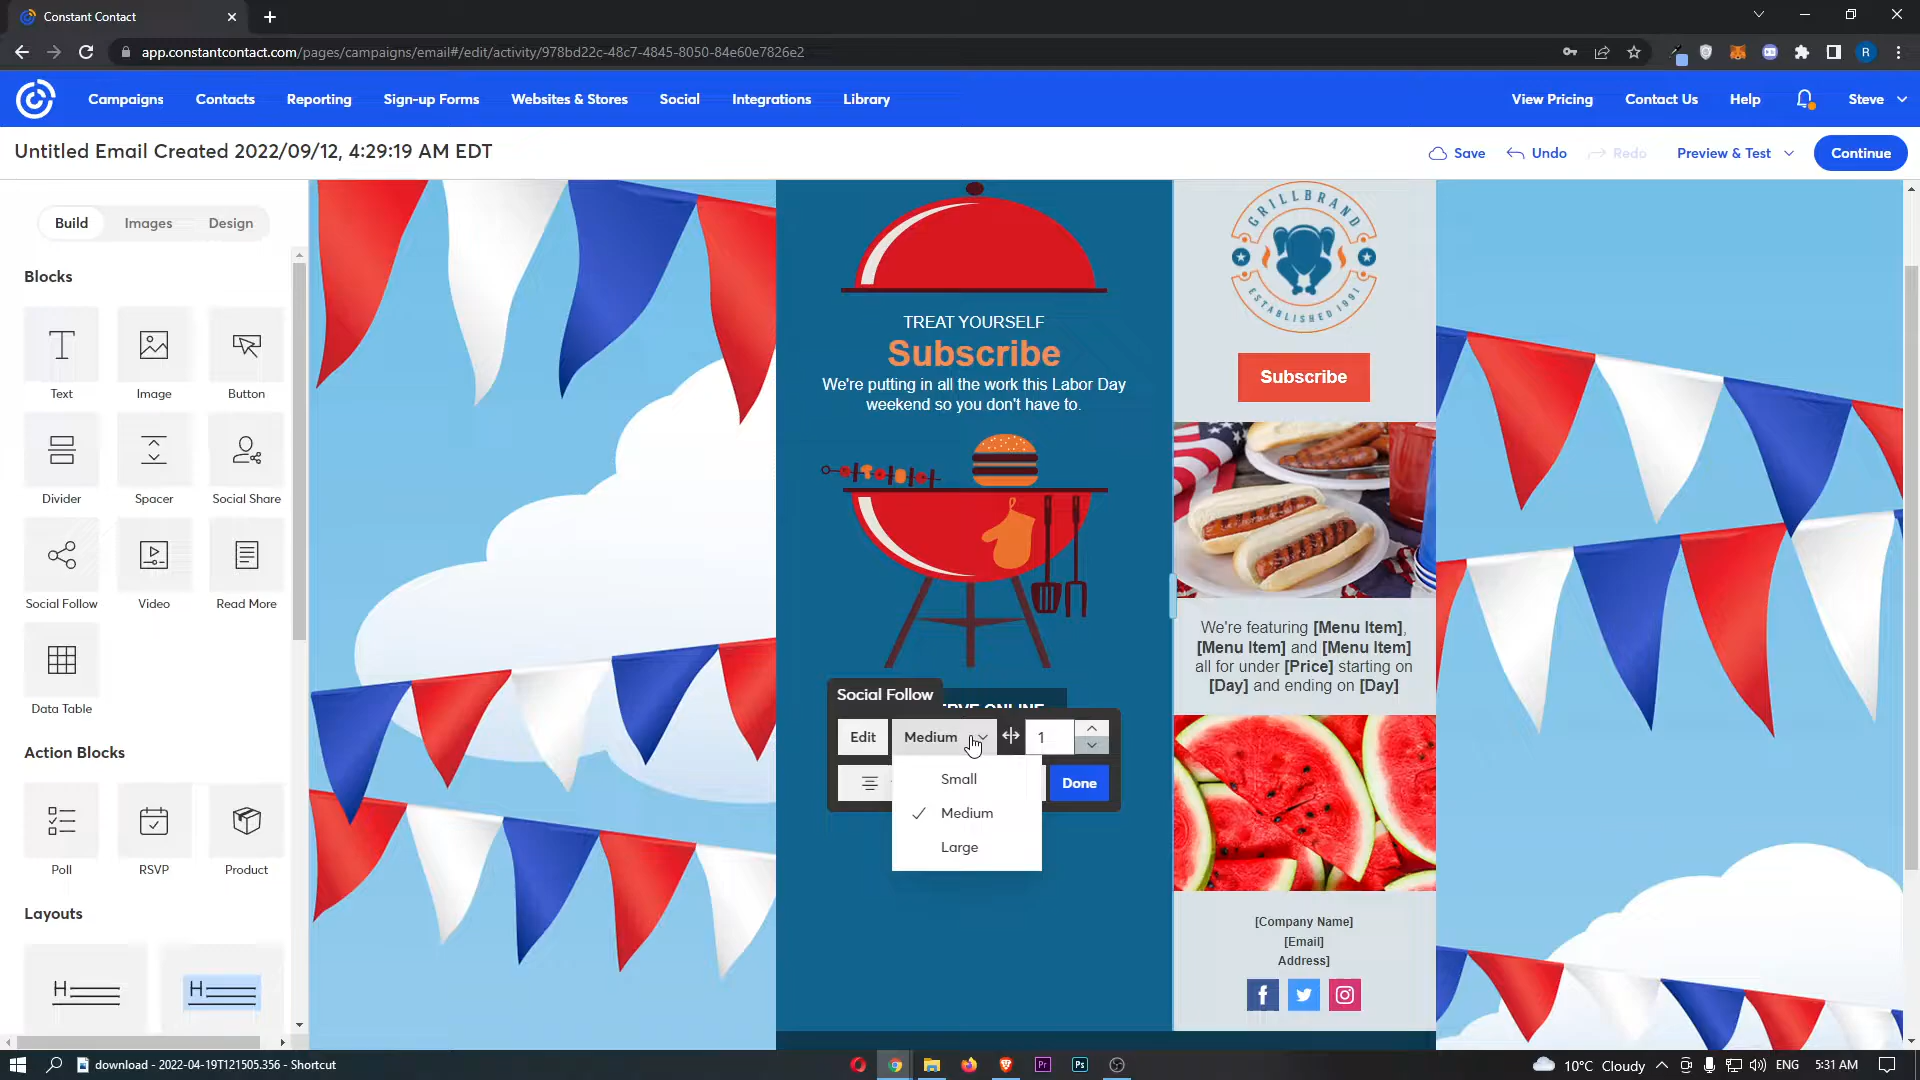 Constant Contact
app.constantcontact.com/pages/campaigns/email#/edit/activity/978bd22c-48c7-4845-8050-84e60e7826e2
R
Campaigns
Contacts
Reporting
Sign-up Forms
Websites & Stores
Social
Integrations
Library
View Pricing
Contact Us
Help
Steve
Untitled Email Created 2022/09/12, 4:29:19 AM EDT
Save
Undo
Redo
Preview & Test
Continue
Build
Images
Design
Blocks
Text
Image
Button
Divider
Spacer
Social Share
Social Follow
Video
Read More
Data Table
Action Blocks
Poll
RSVP
Product
Layouts
H
H
TREAT YOURSELF
Subscribe
We're putting in all the work this Labor Day
weekend so you don't have to.
Social Follow
ERVE ONLINE
Edit
Medium
1
Small
Medium
Large
Done
GRILLBRAND
ESTABLISHED 1991
Subscribe
We're featuring [Menu Item],
[Menu Item] and [Menu Item]
all for under [Price] starting on
[Day] and ending on [Day]
[Company Name]
[Email]
Address]
download - 2022-04-19T121505.356 - Shortcut
Pr
Ps
10°C Cloudy
ENG
5:31 AM